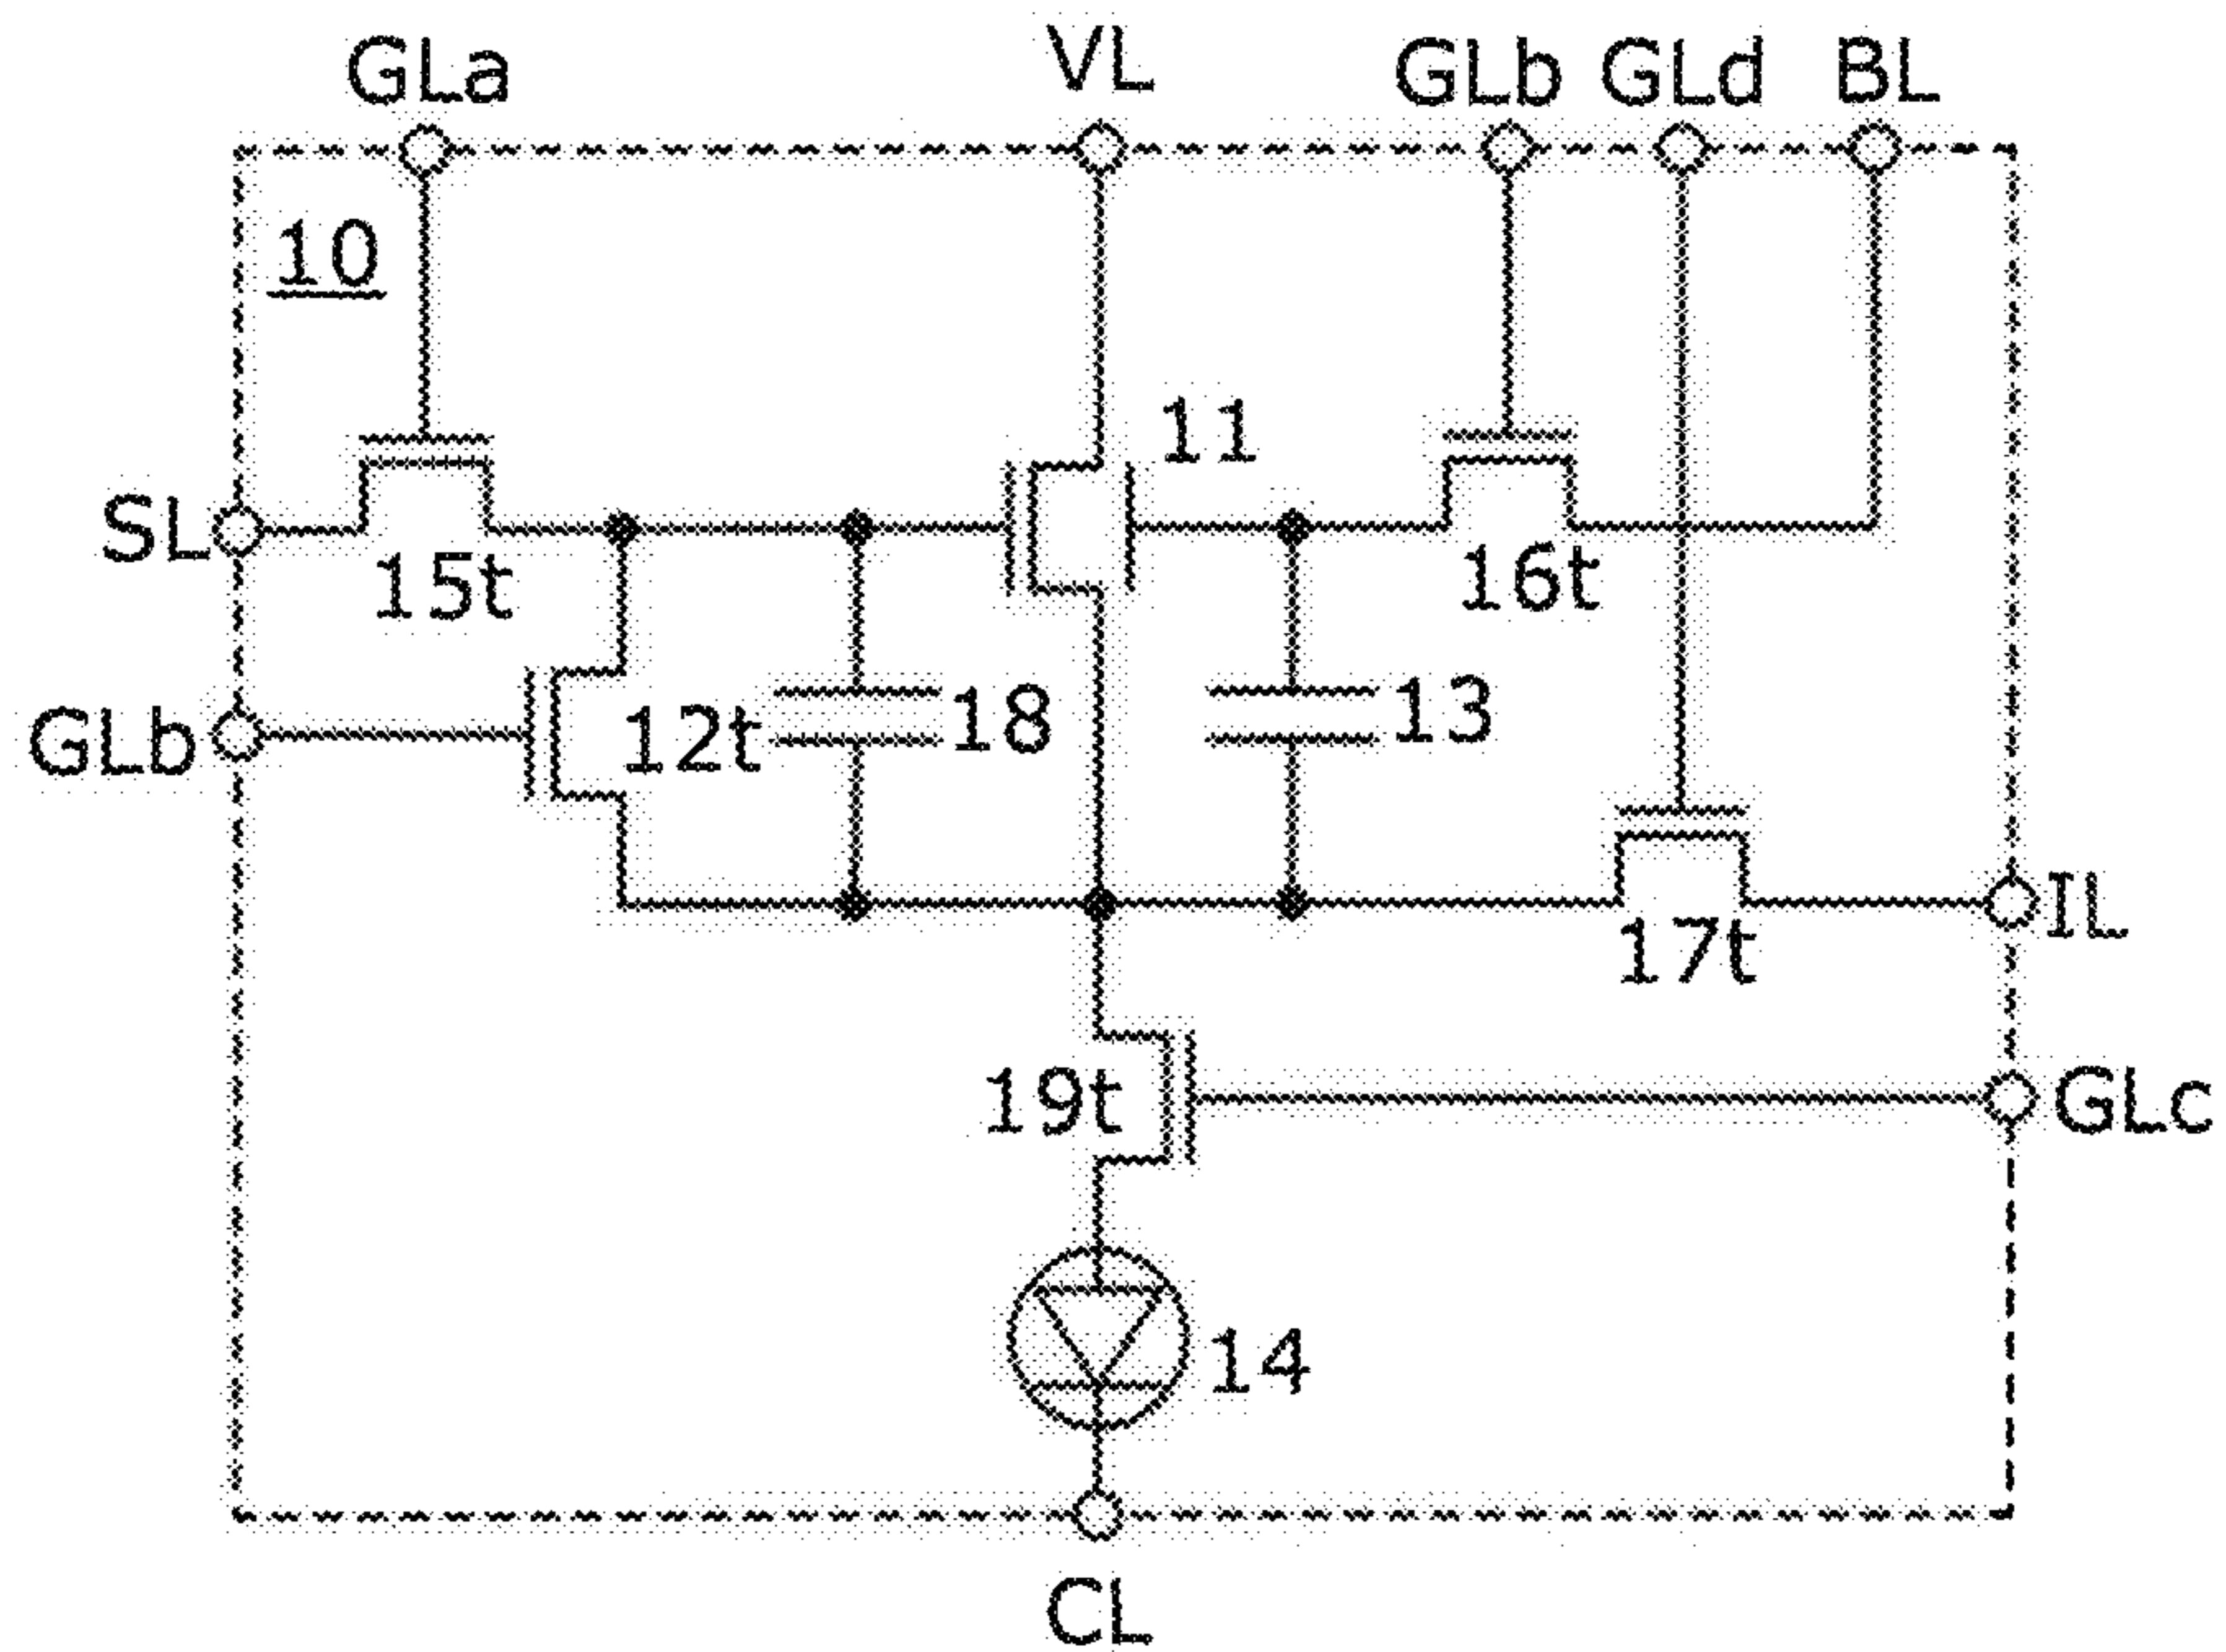 GLa VL GLb GLd BL
10
11
SL
15t 16t
GLb 12t 18 13
IL
17t
19t GLc
14
CL